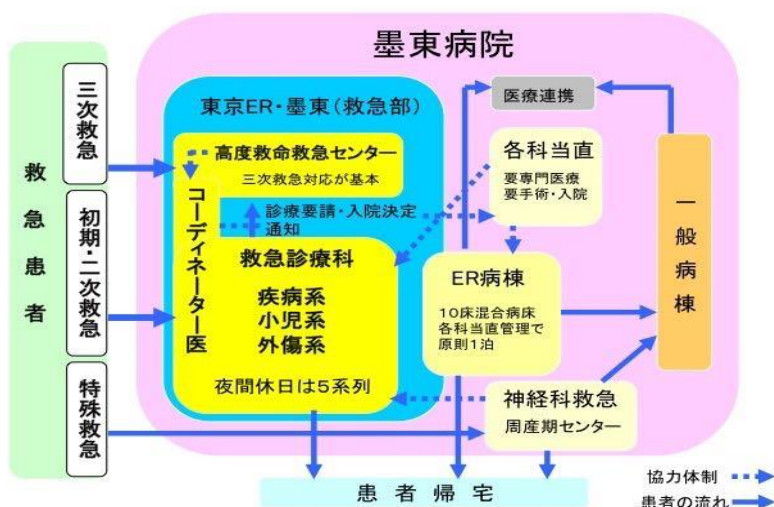 墨東病院
救急患者
三次救急
初期・二次救急
特殊救急
東京ER・墨東（救急部）
高度救命救急センター
三次救急対応が基本
コーディネーター医
診療要請・入院決定
通知
救急診療科
疾病系
小児系
外傷系
夜間休日は5系列
医療連携
各科当直
要専門医療
要手術・入院
ER病棟
10床混合病床
各科当直管理で
原則1泊
一般病棟
神経科救急
周産期センター
患者帰宅
協力体制
患者の流れ